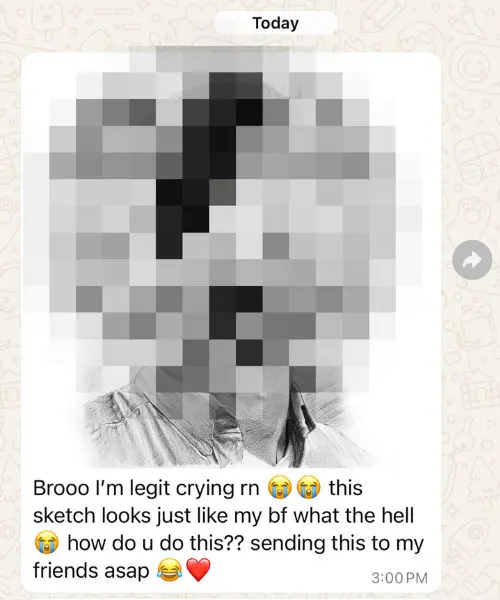 Today
Brooo I’m legit crying rn 😭😭 this
sketch looks just like my bf what the hell
😭 how do u do this?? sending this to my
friends asap 😂❤️
3:00 PM